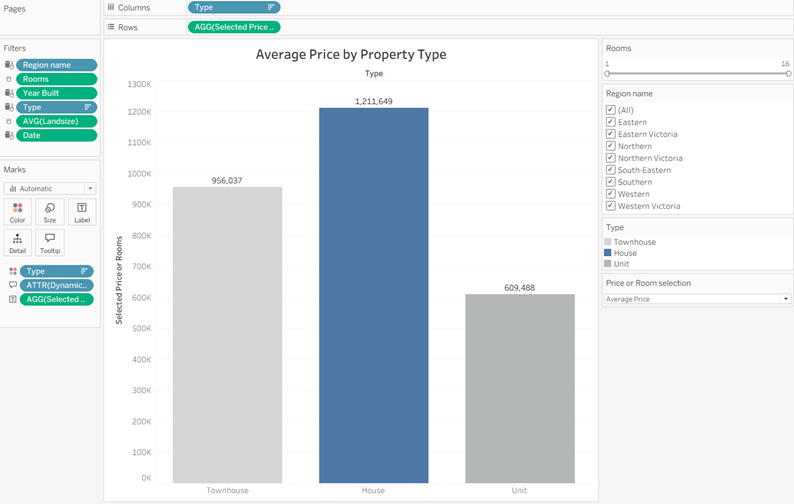 Pages
Columns
Type
Rows
AGG(Selected Price ..
Filters
Region name
Rooms
Year Built
Type
AVG(Landsize)
Date
Marks
Automatic
Color
Size
Label
Detail
Tooltip
Type
ATTR(Dynamic..
AGG(Selected ..
Average Price by Property Type
Type
Selected Price or Rooms
1300K
1200K
1100K
1000K
900K
800K
700K
600K
500K
400K
300K
200K
100K
0K
956,037
1,211,649
609,488
Townhouse
House
Unit
Rooms
1 16
Region name
(All)
Eastern
Eastern Victoria
Northern
Northern Victoria
South-Eastern
Southern
Western
Western Victoria
Type
Townhouse
House
Unit
Price or Room selection
Average Price